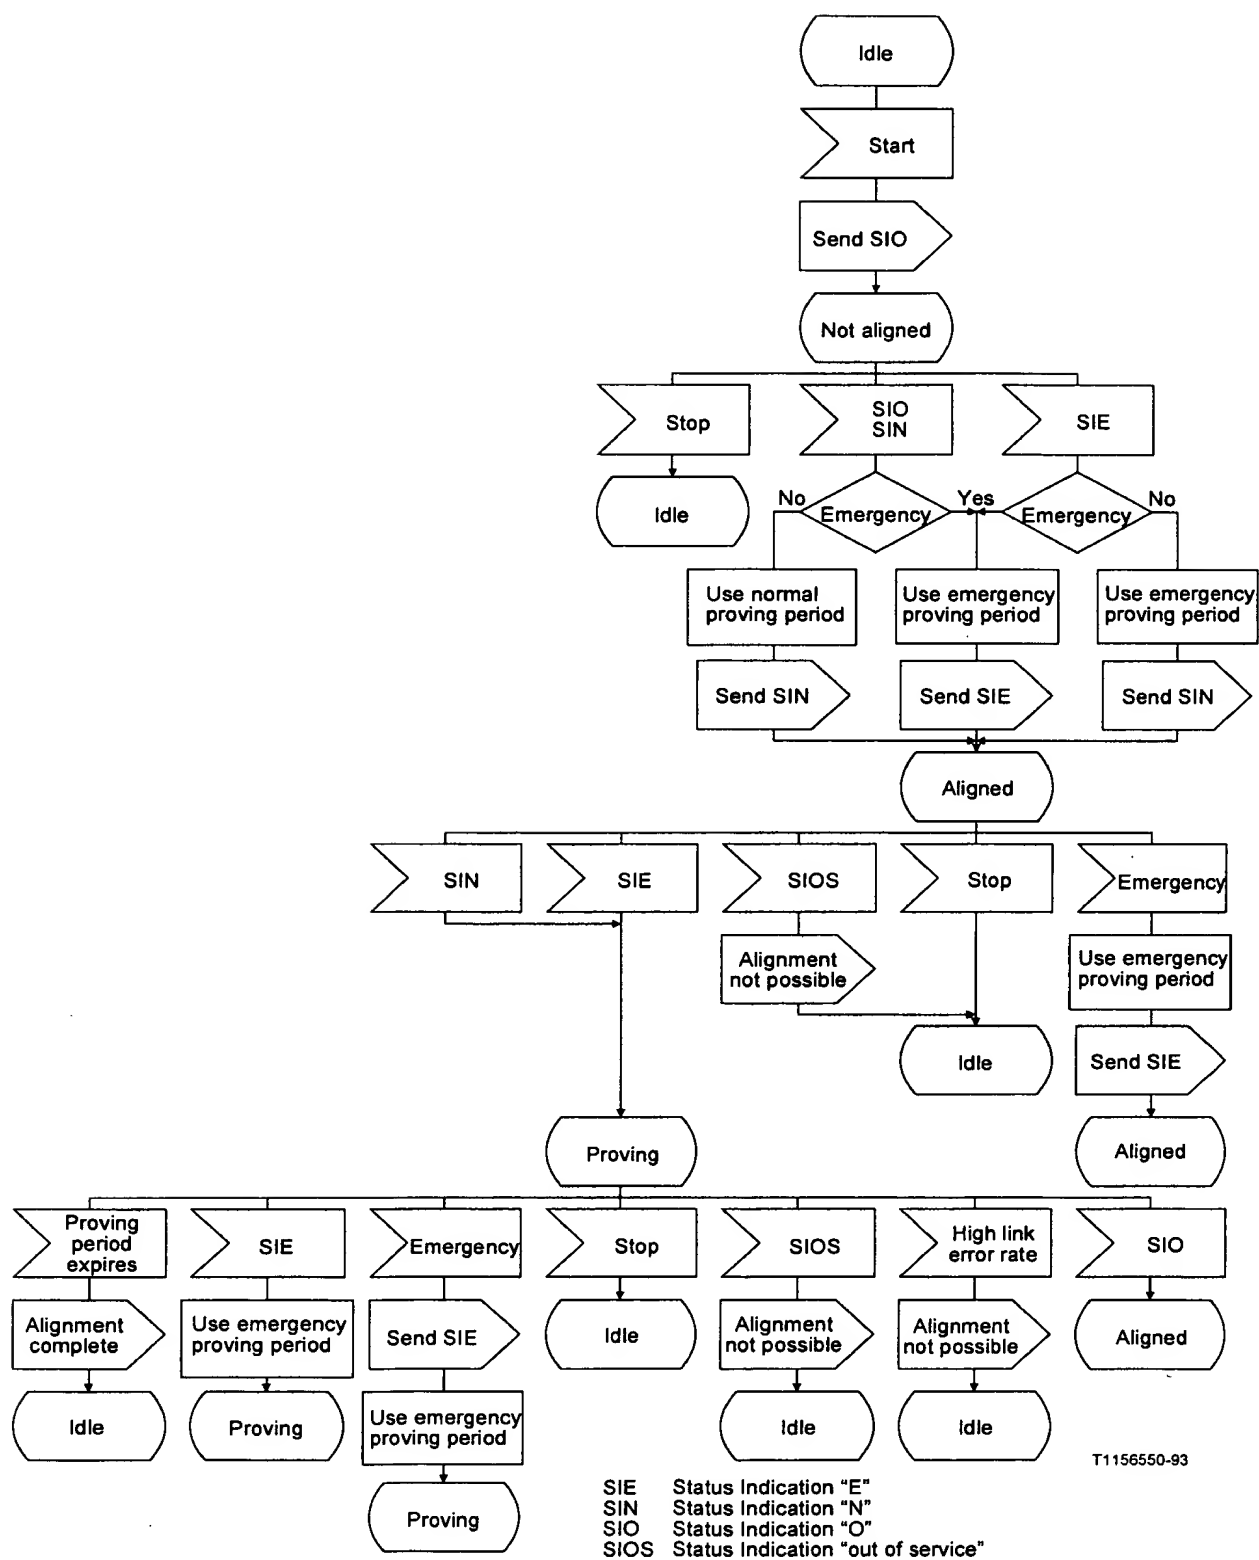 Idle
Start
Send SIO
Not aligned
Stop
SIO
SIN
SIE
Idle
No
Emergency
Yes
Emergency
No
Use normal
proving period
Use emergency
proving period
Use emergency
proving period
Send SIN
Send SIE
Send SIN
Aligned
SIN
SIE
SIOS
Stop
Emergency
Alignment
not possible
Use emergency
proving period
Idle
Send SIE
Proving
Aligned
Proving
period
expires
SIE
Emergency
Stop
SIOS
High link
error rate
SIO
Alignment
complete
Use emergency
proving period
Send SIE
Idle
Alignment
not possible
Alignment
not possible
Aligned
Idle
Proving
Use emergency
proving period
Idle
Idle
Proving
T1156550-93
SIE Status Indication “E”
SIN Status Indication “N”
SIO Status Indication “O”
SIOS Status Indication “out of service”